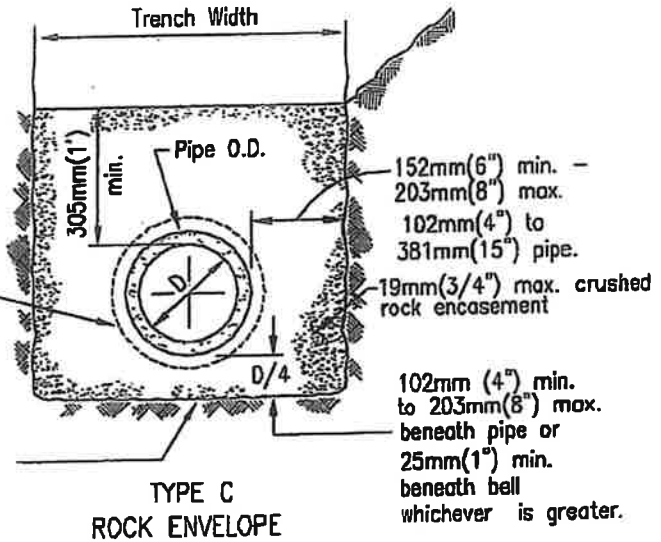 Trench Width
305mm(1')
min.
Pipe O.D.
152mm(6") min. -
203mm(8") max.
102mm(4") to
381mm(15") pipe.
19mm(3/4") max. crushed
rock encasement
D
D/4
102mm (4") min.
to 203mm(8") max.
beneath pipe or
25mm(1") min.
beneath bell
whichever is greater.
TYPE C
ROCK ENVELOPE